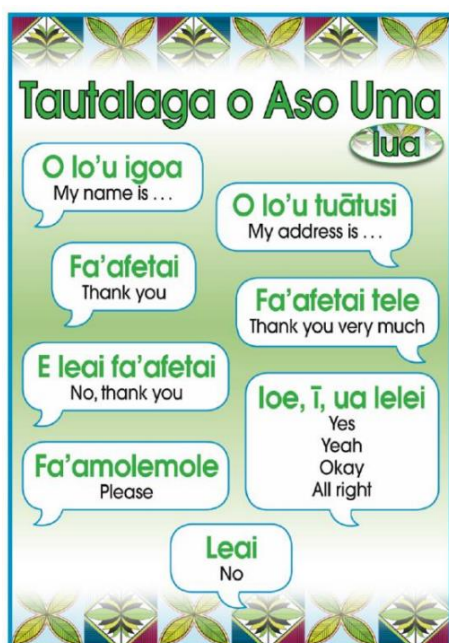 Tautalaga o Aso Uma
lua
O lo'u igoa
My name is . . .
O lo'u tuātusi
My address is . . .
Fa'afetai
Thank you
Fa'afetai tele
Thank you very much
E leai fa'afetai
No, thank you
Ioe, ī, ua lelei
Yes
Yeah
Okay
All right
Fa'amolemole
Please
Leai
No